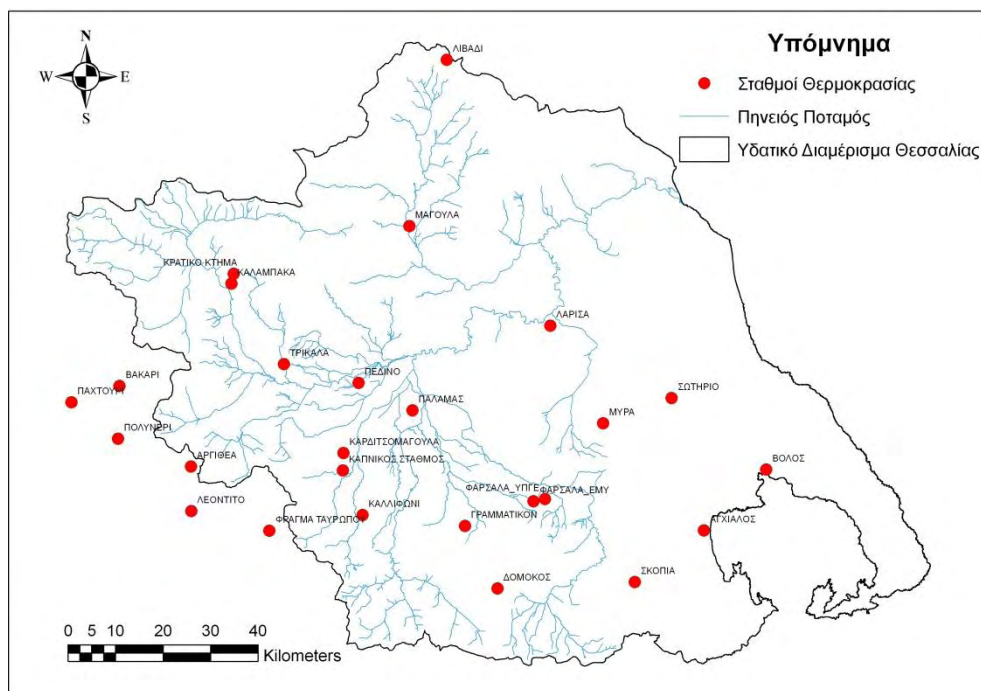 N
W E
S
Υπόμνημα
Σταθμοί Θερμοκρασίας
Πηνειός Ποταμός
Υδατικό Διαμέρισμα Θεσσαλίας
ΛΙΒΑΔΙ
ΜΑΓΟΥΛΑ
ΚΡΑΤΙΚΟ ΚΤΗΜΑ
ΚΑΛΑΜΠΑΚΑ
ΛΑΡΙΣΑ
ΤΡΙΚΑΛΑ
ΠΕΔΙΝΟ
ΒΑΚΑΡΙ
ΠΑΧΤΟΥΡΙ
ΣΩΤΗΡΙΟ
ΠΑΛΑΜΑΣ
ΜΥΡΑ
ΠΟΛΥΝΕΡΙ
ΚΑΡΔΙΤΣΟΜΑΓΟΥΛΑ
ΑΡΓΙΘΕΑ
ΚΑΠΝΙΚΟΣ ΣΤΑΘΜΟΣ
ΒΟΛΟΣ
ΦΑΡΣΑΛΑ_ΥΠΓΕ
ΦΑΡΣΑΛΑ_ΕΜΥ
ΛΕΟΝΤΙΤΟ
ΚΑΛΛΙΦΩΝΙ
ΓΡΑΜΜΑΤΙΚΟΝ
ΦΡΑΓΜΑ ΤΑΥΡΩΠΟΥ
ΑΓΧΙΑΛΟΣ
ΣΚΟΠΙΑ
ΔΟΜΟΚΟΣ
0 5 10 20 30 40
Kilometers